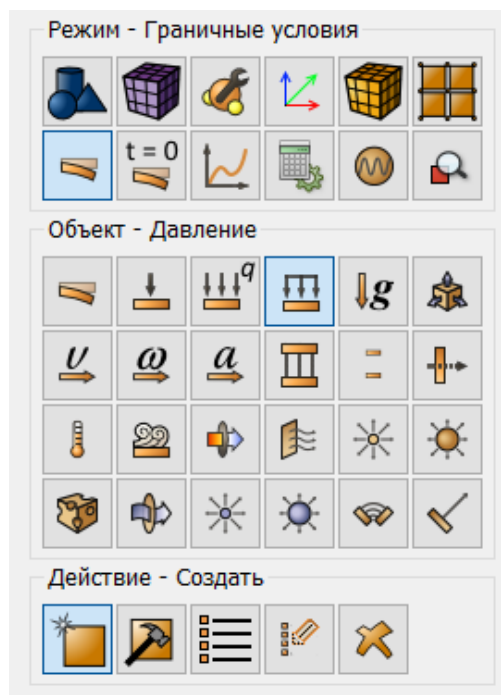 Режим - Граничные условия
t = 0
Объект - Давление
q
g
υ ω a
Действие - Создать